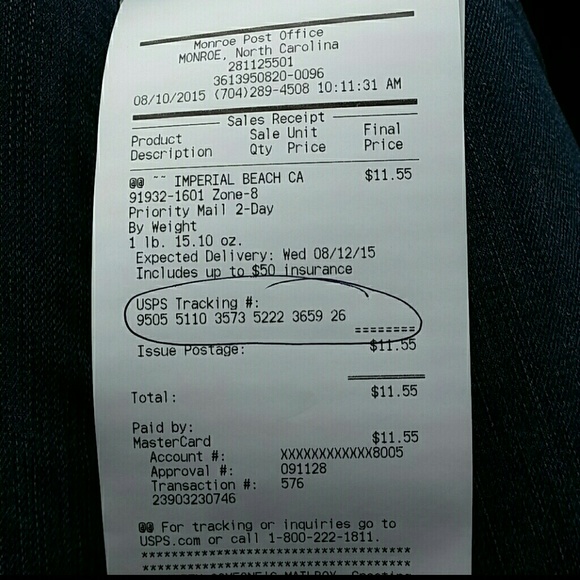 Monroe Post Office
MONROE, North Carolina
281125501
3613950820-0096
08/10/2015 (704)289-4508 10:11:31 AM
Sales Receipt
Product Sale Unit Final
Description Qty Price Price
@@ -- IMPERIAL BEACH CA $11.55
91932-1601 Zone-8
Priority Mail 2-Day
By Weight
1 lb. 15.10 oz.
Expected Delivery: Wed 08/12/15
Includes up to $50 insurance
USPS Tracking #:
9505 5110 3573 5222 3659 26
========
Issue Postage: $11.55
Total: $11.55
Paid by:
MasterCard $11.55
Account #: XXXXXXXXXXXX8005
Approval #: 091128
Transaction #: 576
23903230746
@@ For tracking or inquiries go to
USPS.com or call 1-800-222-1811.
****************************************
****************************************
SOMEONE'S MAILBOX. Greeting